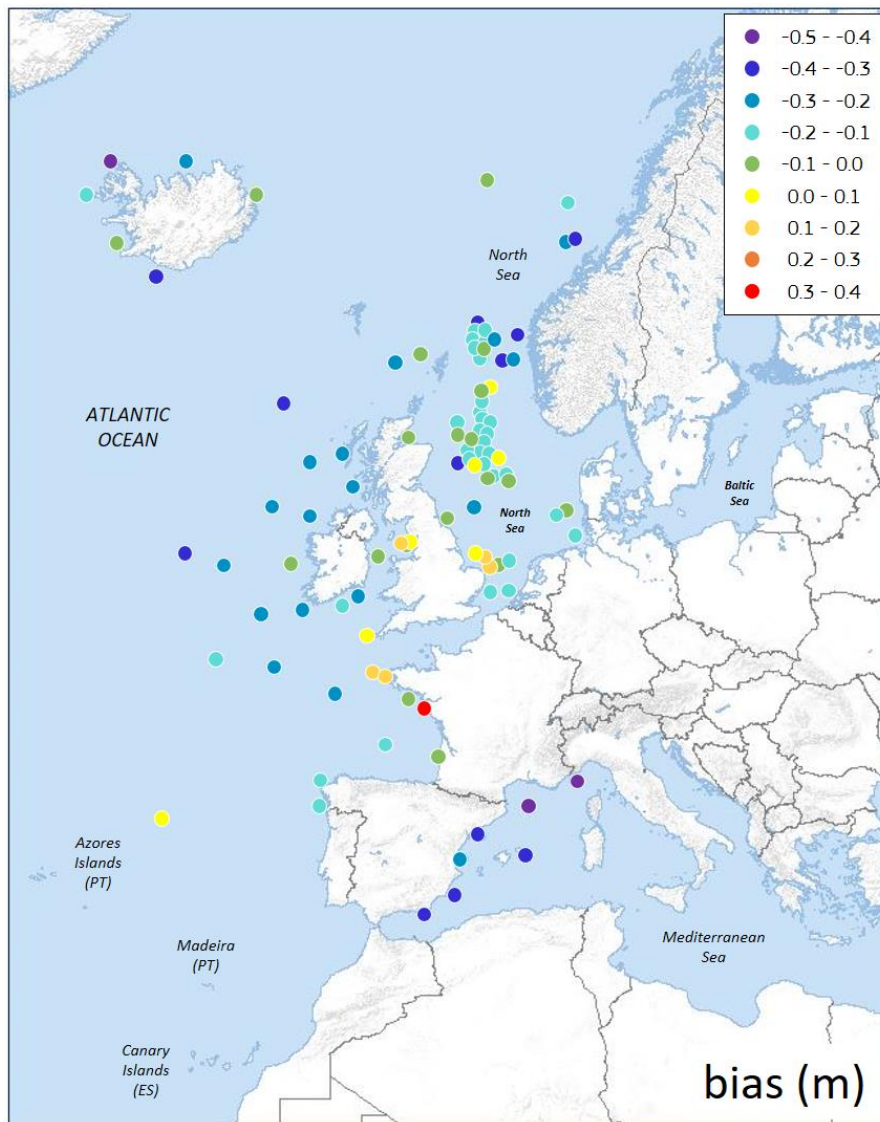 -0.5 - -0.4
-0.4 - -0.3
-0.3 - -0.2
-0.2 - -0.1
-0.1 - 0.0
0.0 - 0.1
0.1 - 0.2
0.2 - 0.3
0.3 - 0.4
North
Sea
ATLANTIC
OCEAN
Baltic
Sea
North
Sea
Azores
Islands
(PT)
Madeira
(PT)
Mediterranean
Sea
Canary
Islands
(ES)
bias (m)